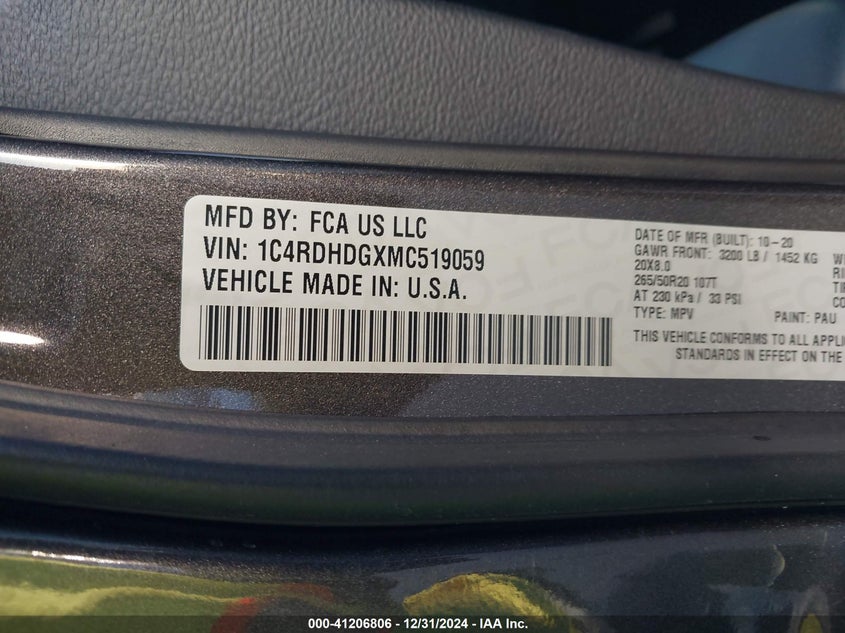 MFD BY: FCA US LLC
VIN: 1C4RDHDGXMC519059
VEHICLE MADE IN: U.S.A.
DATE OF MFR (BUILT): 10-20
GAWR FRONT: 3200 LB / 1452 KG
20X8.0
265/50R20 107T
AT 230 kPa / 33 PSI
TYPE: MPV PAINT: PAU
THIS VEHICLE CONFORMS TO ALL APPLI
STANDARDS IN EFFECT ON THE
000-41206806 - 12/31/2024 - IAA Inc.